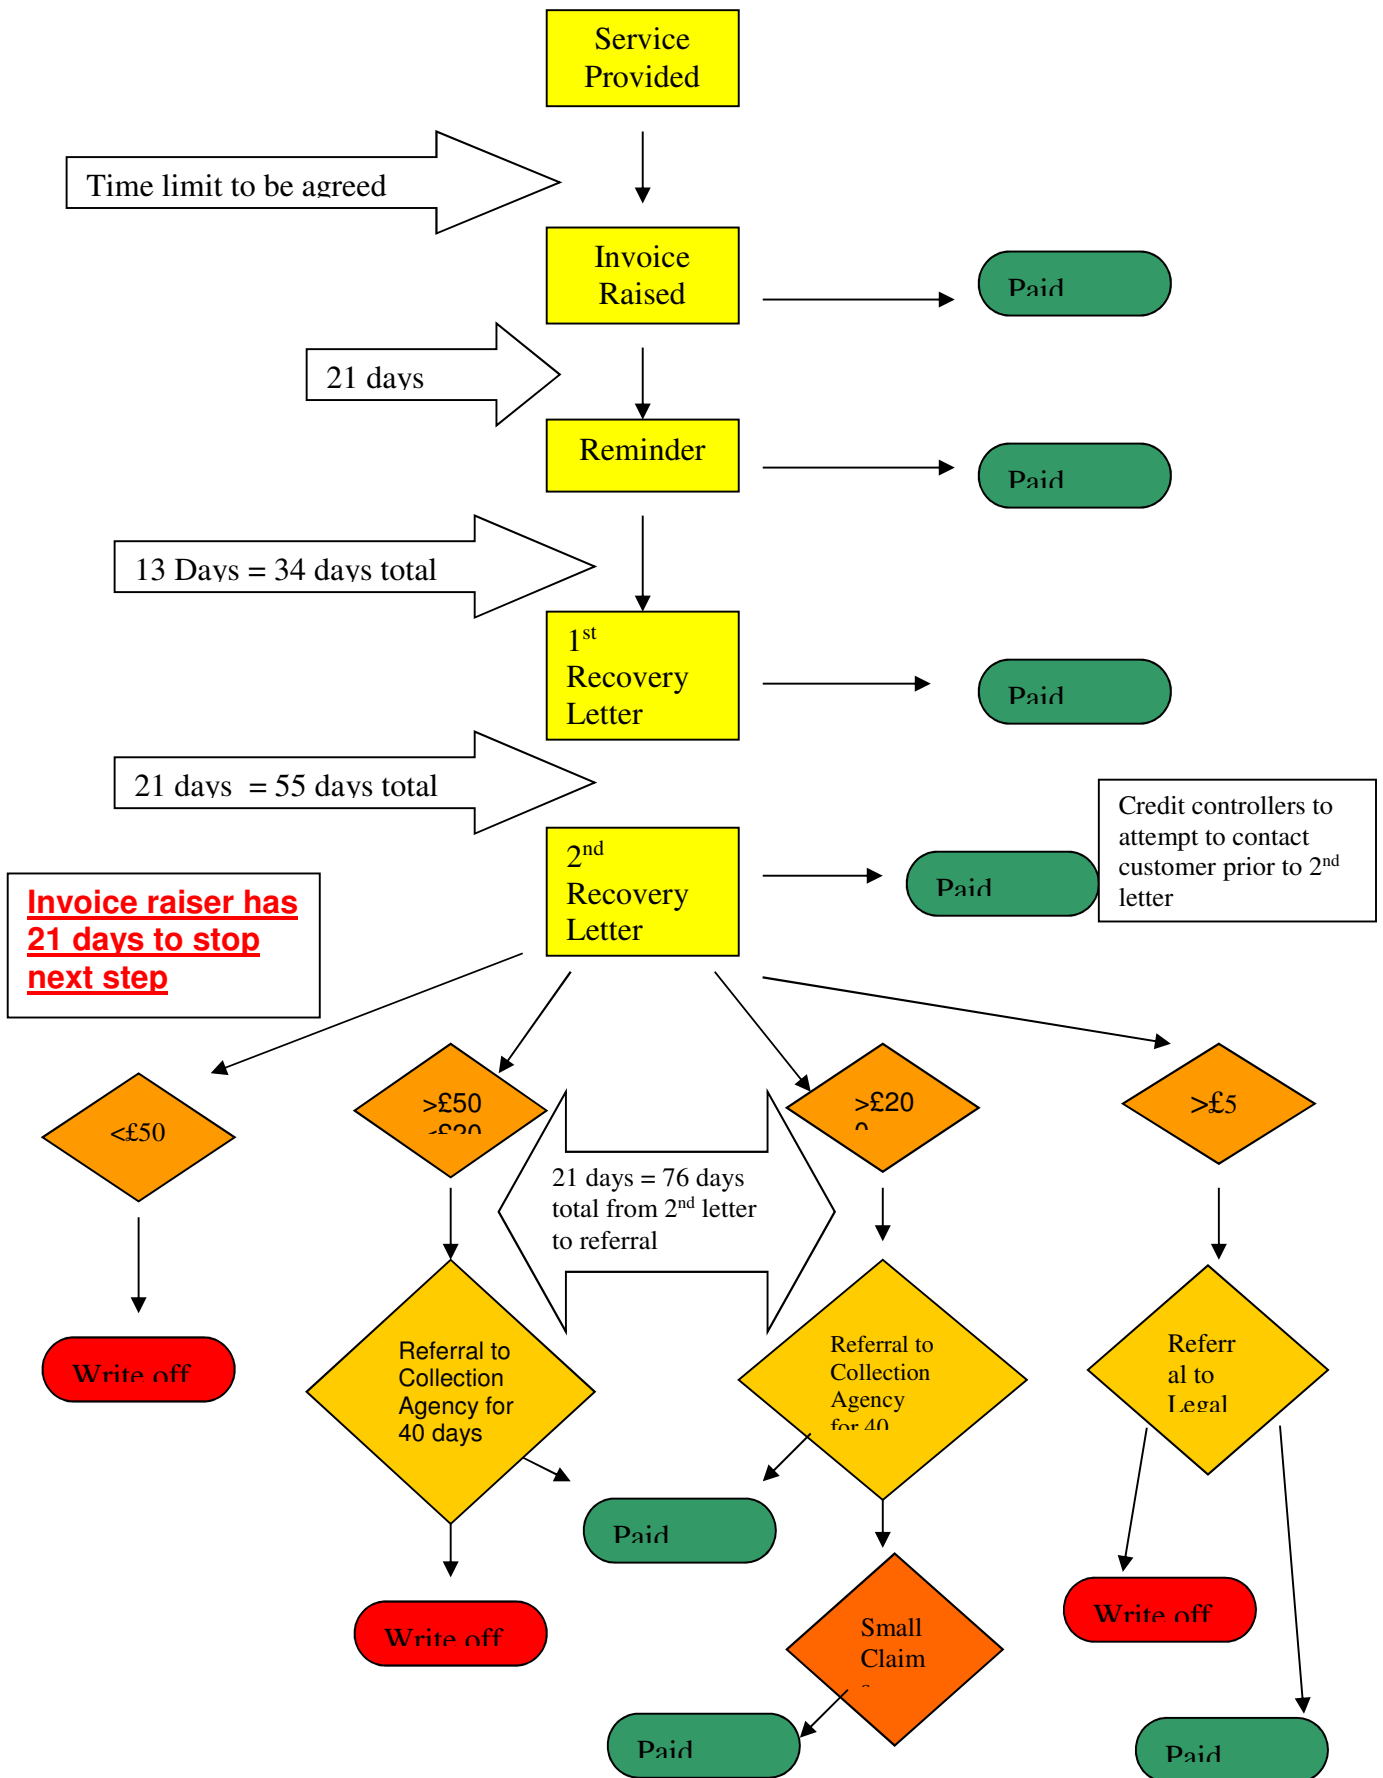 Service
Provided
Time limit to be agreed
Invoice
Raised
Paid
21 days
Reminder
Paid
13 Days = 34 days total
1st
Recovery
Letter
Paid
21 days = 55 days total
Credit controllers to
attempt to contact
customer prior to 2nd
letter
2nd
Recovery
Letter
Paid
Invoice raiser has
21 days to stop
next step
<£50
>£50
>£20
>£5
21 days = 76 days
total from 2nd letter
to referral
Referral to
Collection
Agency for
40 days
Referral to
Collection
Agency
for 40
Referr
al to
Legal
Write off
Paid
Write off
Write off
Small
Claim
s
Paid
Paid